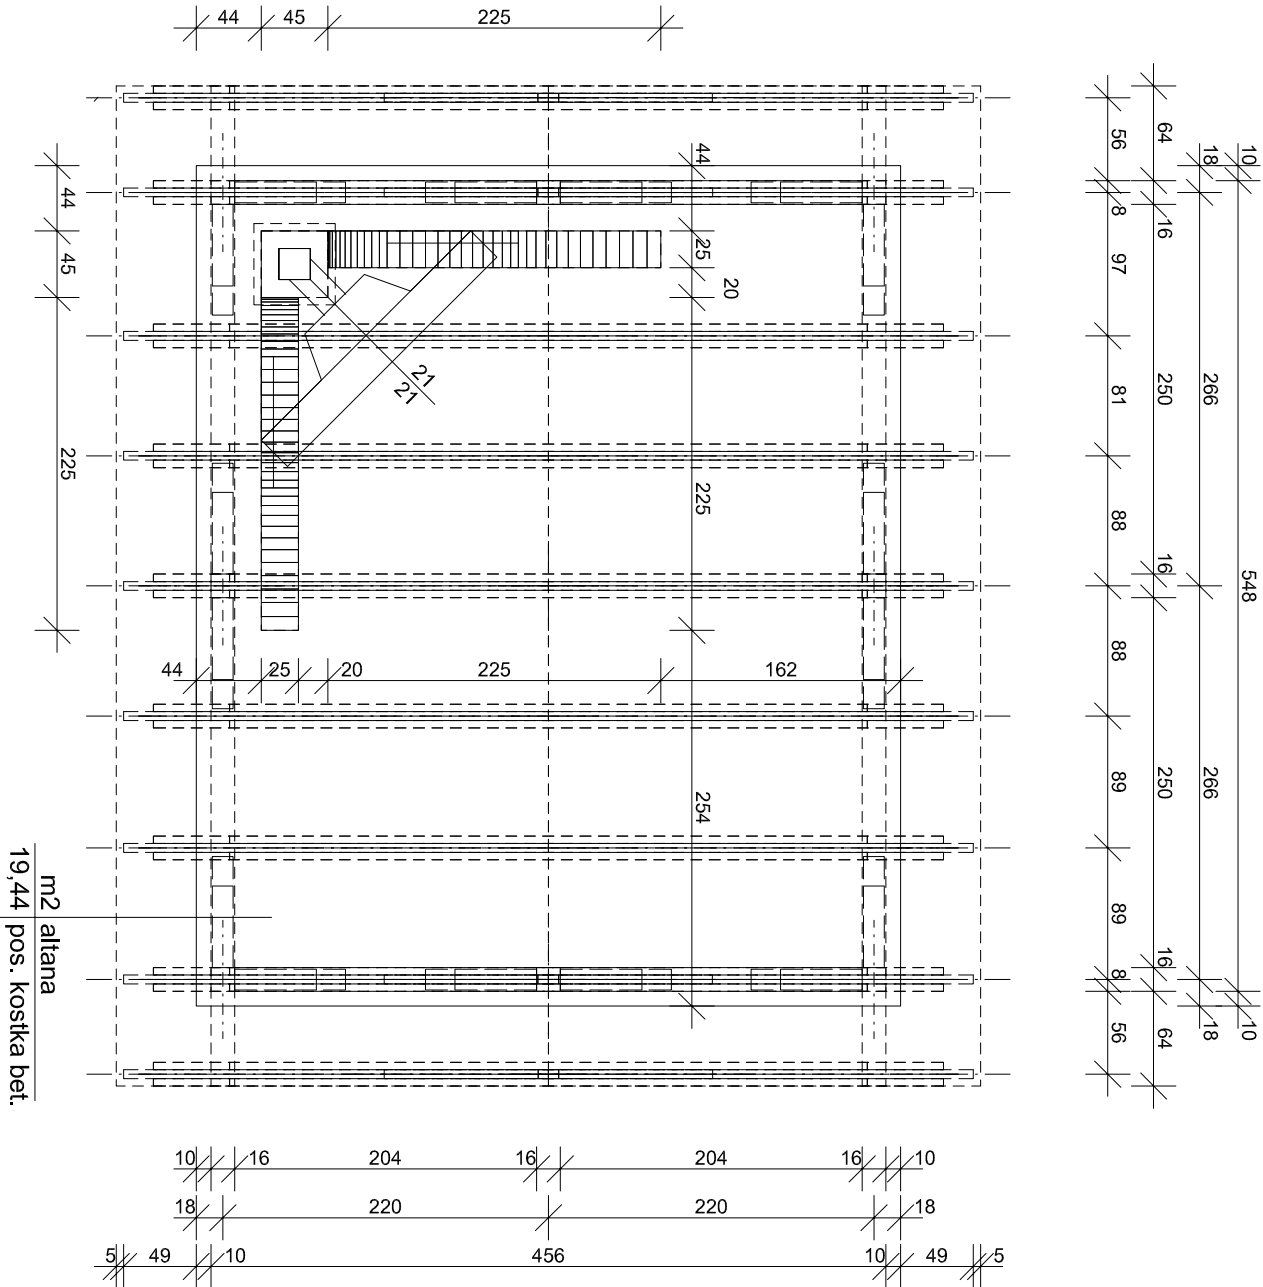 44 45 225
10 548 10
18 266 266 18
64 16 250 16 250 16 64
56 8 97 81 88 88 89 89 8 56
44 25 20 225 254
44 45 225
21
21
44 25 20 225 162
m2 altana
19,44 pos. kostka bet.
10 16 204 16 204 16 10
18 220 220 18
5 49 10 456 10 49 5